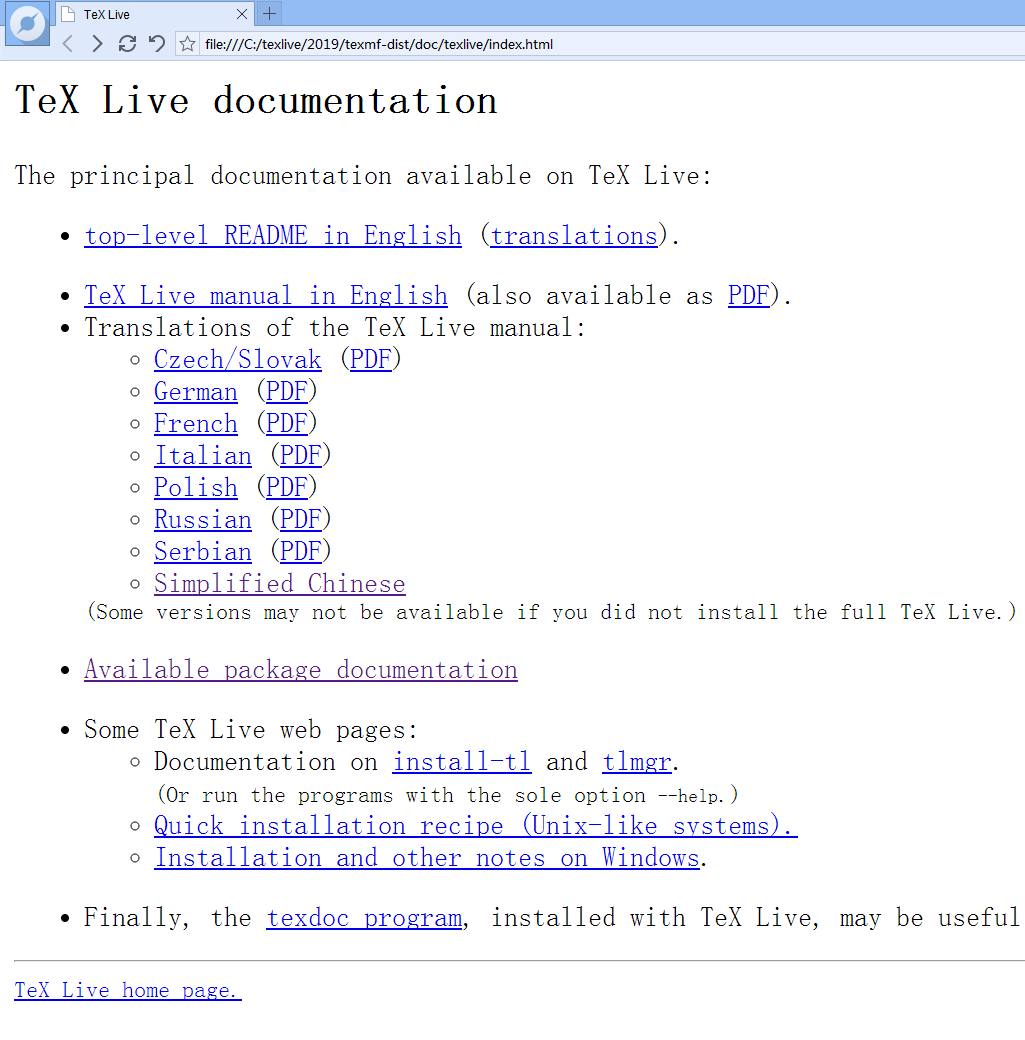 TeX Live
file:///C:/texlive/2019/texmf-dist/doc/texlive/index.html
TeX Live documentation
The principal documentation available on TeX Live:
top-level README in English (translations).
TeX Live manual in English (also available as PDF).
Translations of the TeX Live manual:
Czech/Slovak (PDF)
German (PDF)
French (PDF)
Italian (PDF)
Polish (PDF)
Russian (PDF)
Serbian (PDF)
Simplified Chinese
(Some versions may not be available if you did not install the full TeX Live.)
Available package documentation
Some TeX Live web pages:
Documentation on install-tl and tlmgr.
(Or run the programs with the sole option --help.)
Quick installation recipe (Unix-like systems).
Installation and other notes on Windows.
Finally, the texdoc program, installed with TeX Live, may be useful
TeX Live home page.